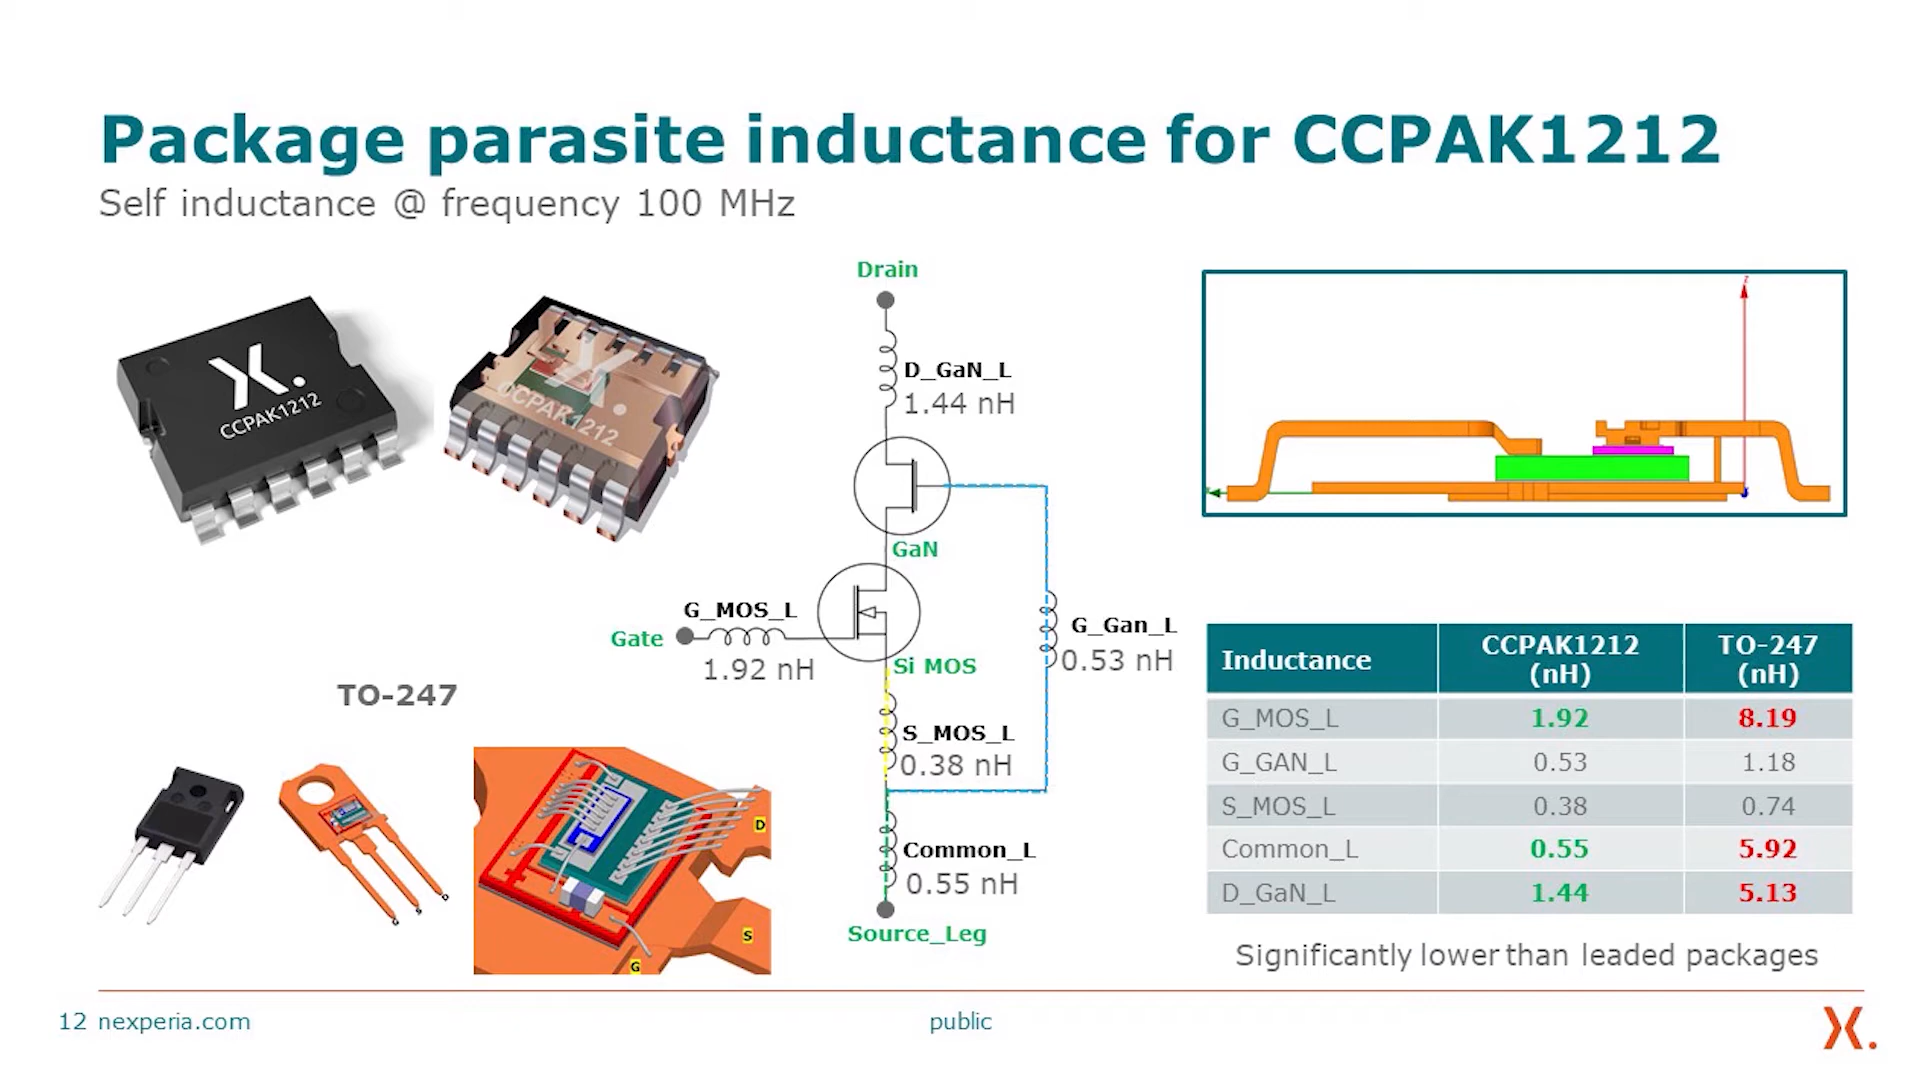 Package parasite inductance for CCPAK1212
Self inductance @ frequency 100 MHz
CCPAK1212
CCPAK1212
TO-247
D
S
G
Drain
D_GaN_L
1.44 nH
GaN
G_MOS_L
Gate
1.92 nH
Si MOS
G_Gan_L
0.53 nH
S_MOS_L
0.38 nH
Common_L
0.55 nH
Source_Leg
z
Inductance CCPAK1212 (nH) TO-247 (nH)
G_MOS_L 1.92 8.19
G_GAN_L 0.53 1.18
S_MOS_L 0.38 0.74
Common_L 0.55 5.92
D_GaN_L 1.44 5.13
Significantly lower than leaded packages
12 nexperia.com
public